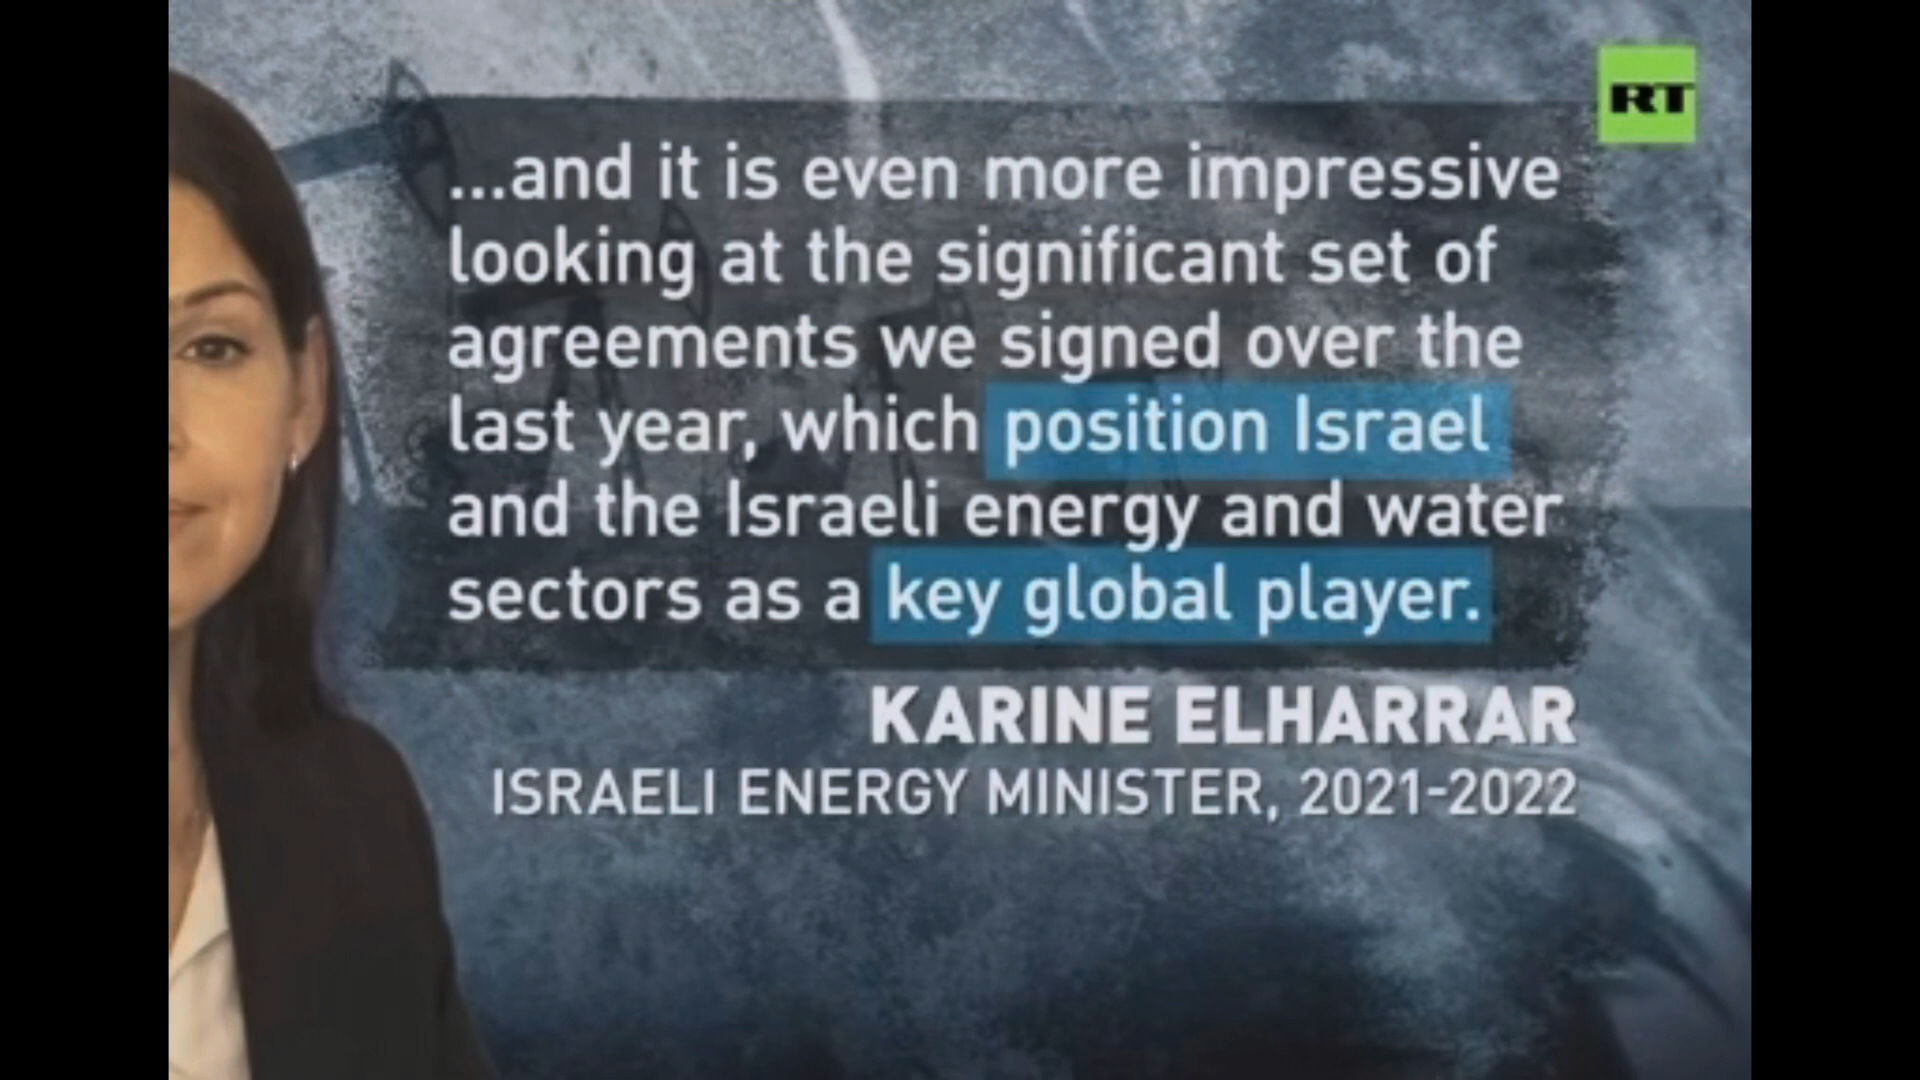 RT
...and it is even more impressive
looking at the significant set of
agreements we signed over the
last year, which position Israel
and the Israeli energy and water
sectors as a key global player.
KARINE ELHARRAR
ISRAELI ENERGY MINISTER, 2021-2022